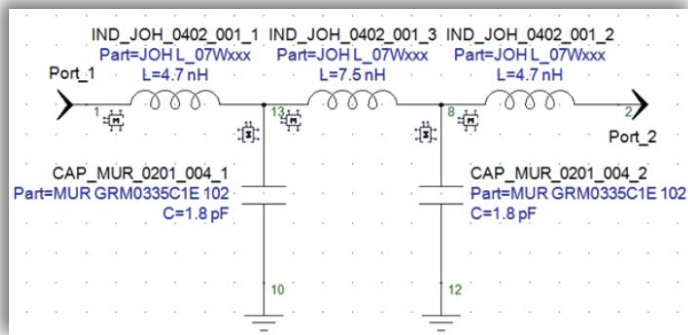 IND_JOH_0402_001_1
Part=JOH L_07Wxxx
L=4.7 nH
IND_JOH_0402_001_3
Part=JOH L_07Wxxx
L=7.5 nH
IND_JOH_0402_001_2
Part=JOH L_07Wxxx
L=4.7 nH
Port_1
1
13
8
2
Port_2
M
M
M
CAP_MUR_0201_004_1
Part=MUR GRM0335C1E 102
C=1.8 pF
CAP_MUR_0201_004_2
Part=MUR GRM0335C1E 102
C=1.8 pF
10
12